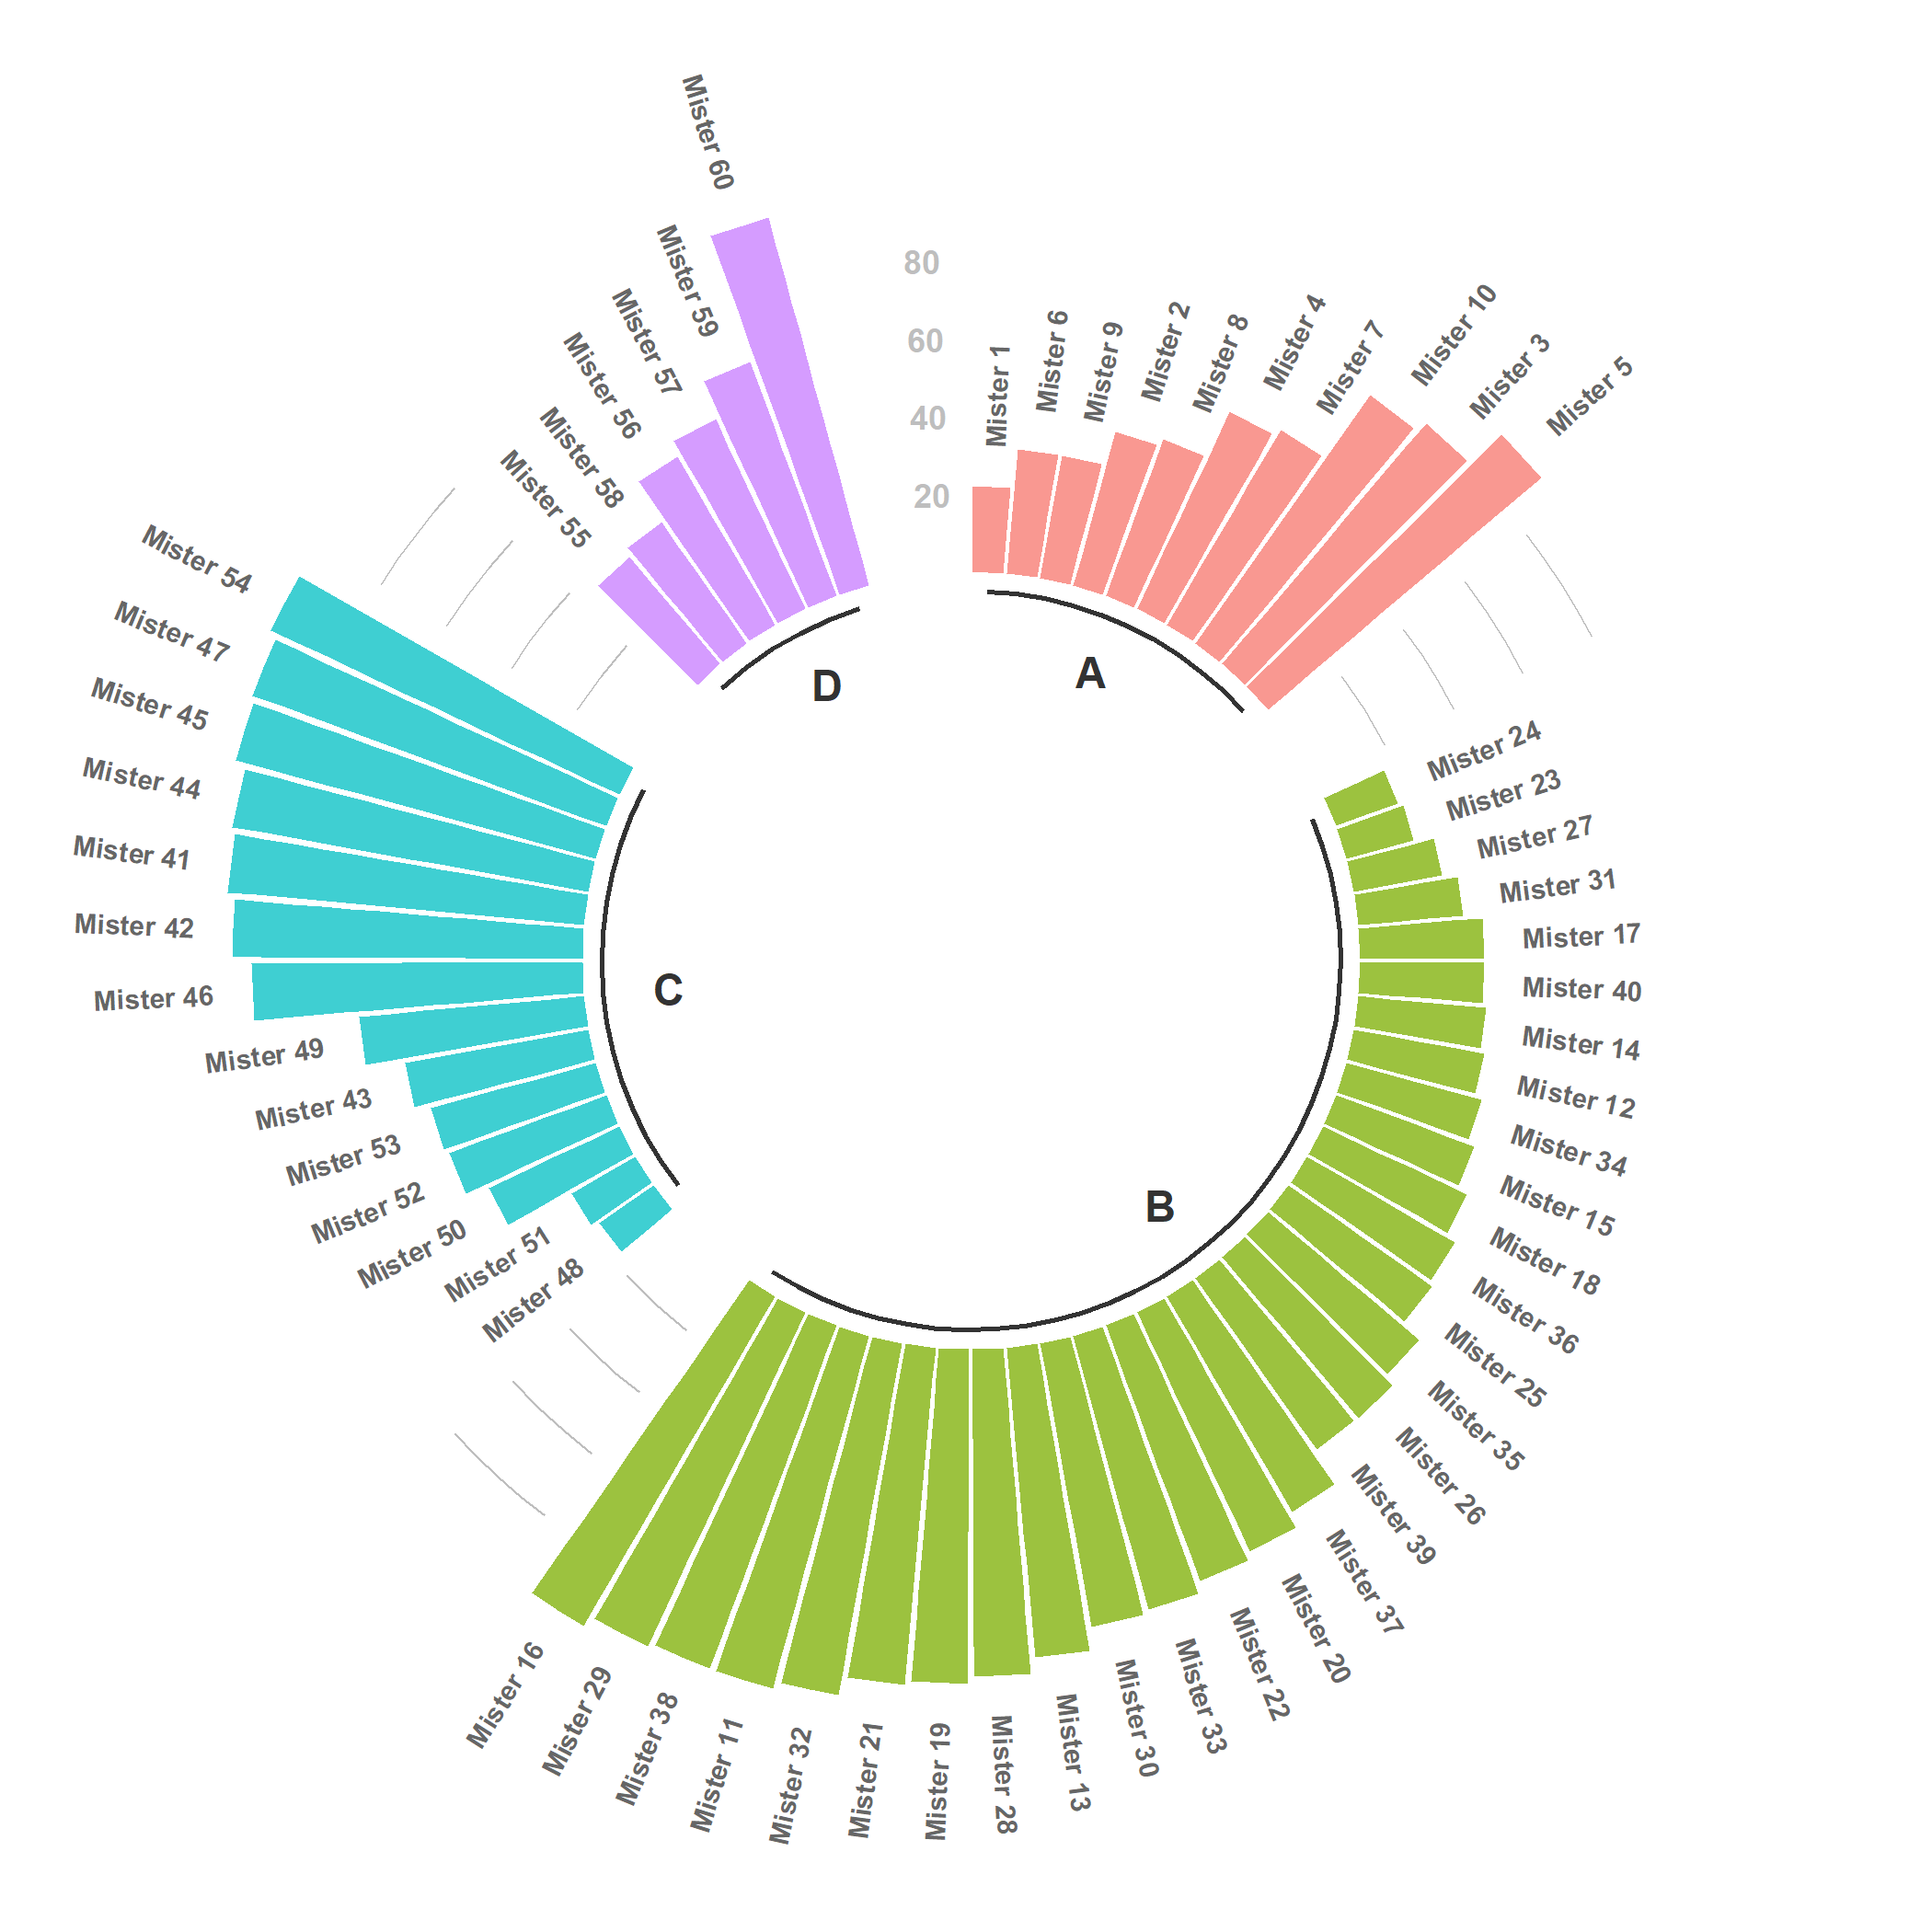 80
60
40
20
Mister 1
Mister 6
Mister 9
Mister 2
Mister 8
Mister 4
Mister 7
Mister 10
Mister 3
Mister 5
Mister 24
Mister 23
Mister 27
Mister 31
Mister 17
Mister 40
Mister 14
Mister 12
Mister 34
Mister 15
Mister 18
Mister 36
Mister 25
Mister 35
Mister 26
Mister 39
Mister 37
Mister 20
Mister 22
Mister 33
Mister 30
Mister 13
Mister 28
Mister 19
Mister 21
Mister 32
Mister 11
Mister 38
Mister 29
Mister 16
Mister 48
Mister 51
Mister 50
Mister 52
Mister 53
Mister 43
Mister 49
Mister 46
Mister 42
Mister 41
Mister 44
Mister 45
Mister 47
Mister 54
Mister 55
Mister 58
Mister 56
Mister 57
Mister 59
Mister 60
A
B
C
D